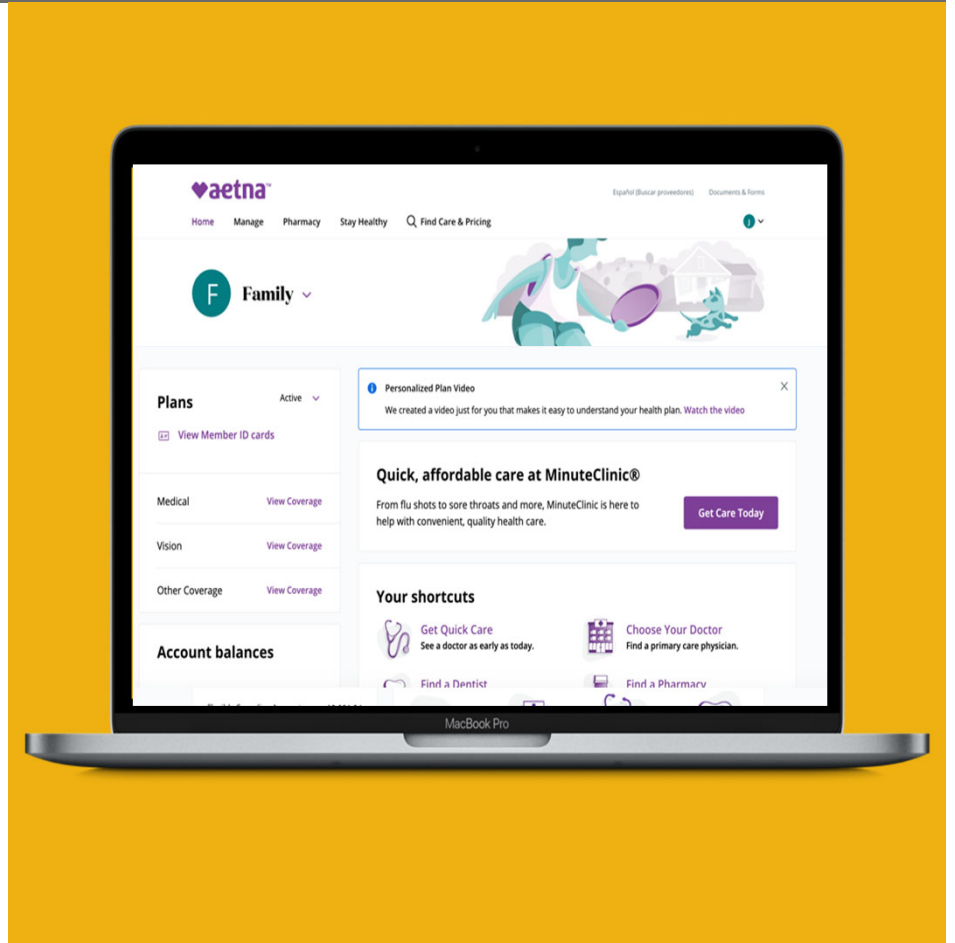 aetna™
Español (Buscar proveedores) Documents & Forms
Home Manage Pharmacy Stay Healthy Find Care & Pricing
F Family
Plans Active
View Member ID cards
Medical View Coverage
Vision View Coverage
Other Coverage View Coverage
Account balances
Personalized Plan Video
We created a video just for you that makes it easy to understand your health plan. Watch the video
Quick, affordable care at MinuteClinic®
From flu shots to sore throats and more, MinuteClinic is here to
help with convenient, quality health care.
Get Care Today
Your shortcuts
Get Quick Care
See a doctor as early as today.
Choose Your Doctor
Find a primary care physician.
Find a Dentist
Find a Pharmacy
MacBook Pro